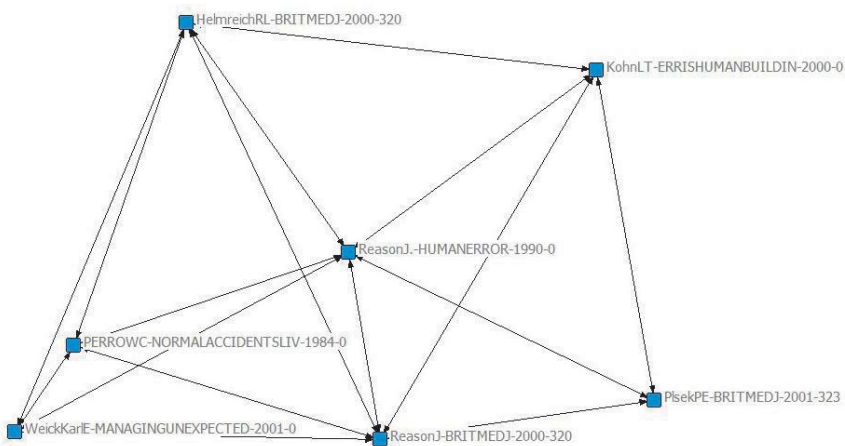 HelmreichRL-BRITMEDJ-2000-320
KohnLT-ERRISHUMANBUILDIN-2000-0
ReasonJ.-HUMANERROR-1990-0
PERROWC-NORMALACCIDENTSLIV-1984-0
PlsekPE-BRITMEDJ-2001-323
WeickKarlE-MANAGINGUNEXPECTED-2001-0
ReasonJ-BRITMEDJ-2000-320